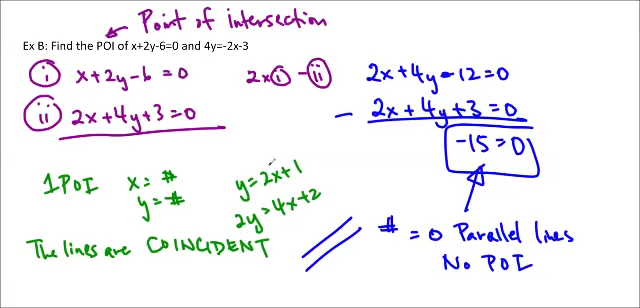 Point of intersection
Ex B: Find the POI of x+2y-6=0 and 4y=-2x-3
i x+2y-6=0
ii 2x+4y+3=0
2x i - ii
2x+4y-12=0
- 2x+4y+3=0
-15=0
1 POI x=#
y=#
y=2x+1
2y=4x+2
The lines are COINCIDENT
#=0 Parallel lines
No POI